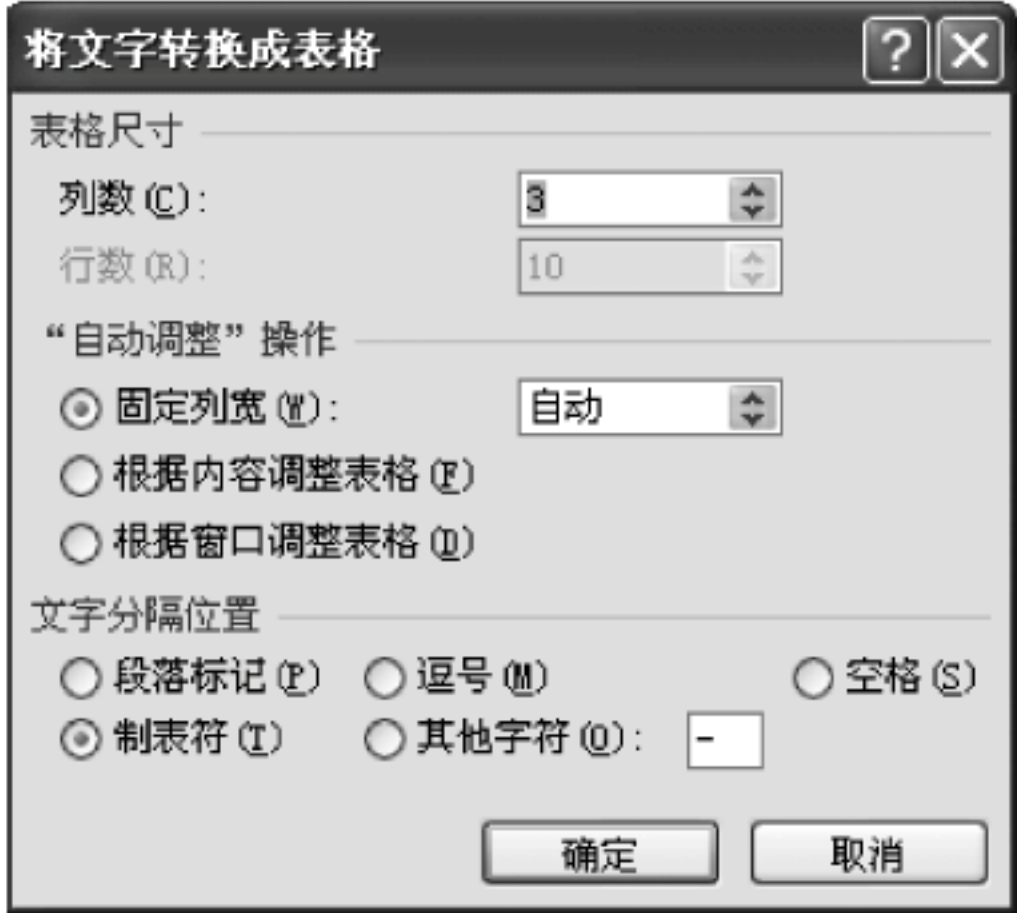 将文字转换成表格
表格尺寸
列数(C): 3
行数(R): 10
“自动调整”操作
固定列宽(W): 自动
根据内容调整表格(F)
根据窗口调整表格(D)
文字分隔位置
段落标记(P) 逗号(M) 空格(S)
制表符(T) 其他字符(O): -
确定 取消